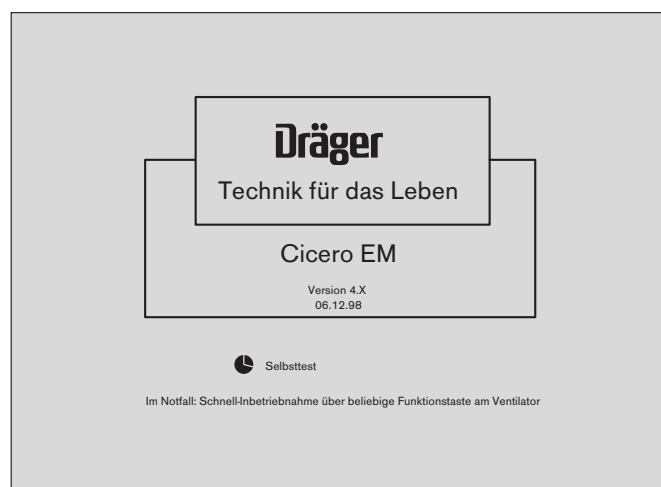 Dräger
Technik für das Leben
Cicero EM
Version 4.X
06.12.98
Selbsttest
Im Notfall: Schnell-Inbetriebnahme über beliebige Funktionstaste am Ventilator